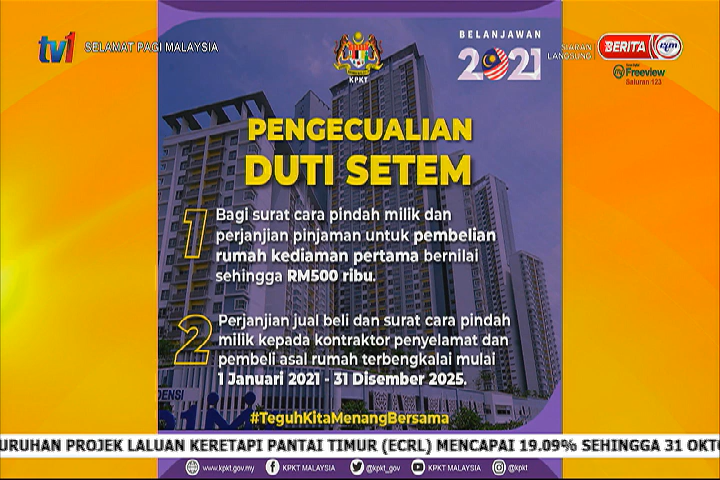 tv1 SELAMAT PAGI MALAYSIA
BELANJAWAN
2021
KPKT
SIARAN
LANGSUNG
BERITA rtm
Freeview
Saluran 123
PENGECUALIAN
DUTI SETEM
1 Bagi surat cara pindah milik dan
perjanjian pinjaman untuk pembelian
rumah kediaman pertama bernilai
sehingga RM500 ribu.
2 Perjanjian jual beli dan surat cara pindah
milik kepada kontraktor penyelamat dan
pembeli asal rumah terbengkalai mulai
1 Januari 2021 - 31 Disember 2025.
#TeguhKitaMenangBersama
URUHAN PROJEK LALUAN KERETAPI PANTAI TIMUR (ECRL) MENCAPAI 19.09% SEHINGGA 31 OKT
www.kpkt.gov.my KPKT MALAYSIA @kpkt_gov KPKT MALAYSIA @kpkt